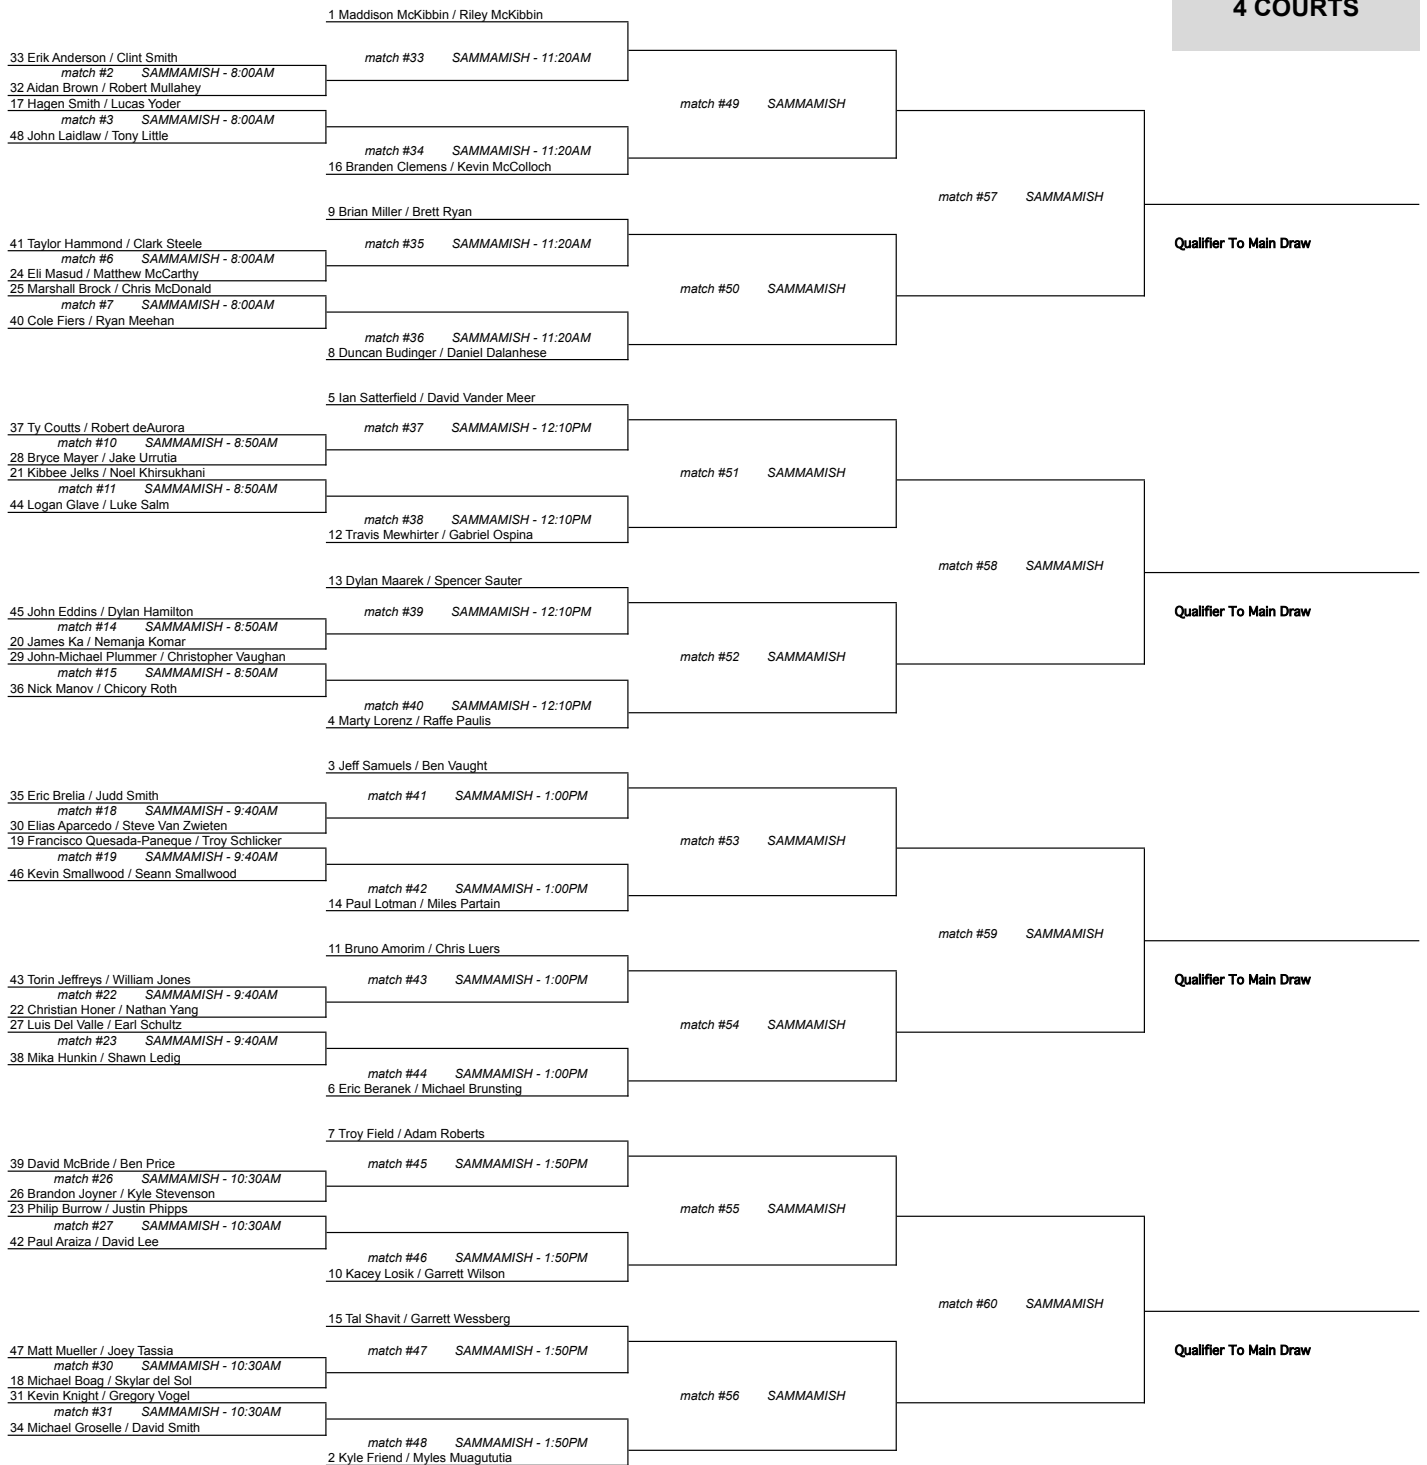 4 COURTS
1 Maddison McKibbin / Riley McKibbin
33 Erik Anderson / Clint Smith
match #33 SAMMAMISH - 11:20AM
match #2 SAMMAMISH - 8:00AM
32 Aidan Brown / Robert Mullahey
17 Hagen Smith / Lucas Yoder
match #49 SAMMAMISH
match #3 SAMMAMISH - 8:00AM
48 John Laidlaw / Tony Little
match #34 SAMMAMISH - 11:20AM
16 Branden Clemens / Kevin McColloch
match #57 SAMMAMISH
9 Brian Miller / Brett Ryan
41 Taylor Hammond / Clark Steele
match #35 SAMMAMISH - 11:20AM
Qualifier To Main Draw
match #6 SAMMAMISH - 8:00AM
24 Eli Masud / Matthew McCarthy
25 Marshall Brock / Chris McDonald
match #50 SAMMAMISH
match #7 SAMMAMISH - 8:00AM
40 Cole Fiers / Ryan Meehan
match #36 SAMMAMISH - 11:20AM
8 Duncan Budinger / Daniel Dalanhese
5 Ian Satterfield / David Vander Meer
37 Ty Coutts / Robert deAurora
match #37 SAMMAMISH - 12:10PM
match #10 SAMMAMISH - 8:50AM
28 Bryce Mayer / Jake Urrutia
21 Kibbee Jelks / Noel Khirsukhani
match #51 SAMMAMISH
match #11 SAMMAMISH - 8:50AM
44 Logan Glave / Luke Salm
match #38 SAMMAMISH - 12:10PM
12 Travis Mewhirter / Gabriel Ospina
match #58 SAMMAMISH
13 Dylan Maarek / Spencer Sauter
45 John Eddins / Dylan Hamilton
match #39 SAMMAMISH - 12:10PM
Qualifier To Main Draw
match #14 SAMMAMISH - 8:50AM
20 James Ka / Nemanja Komar
29 John-Michael Plummer / Christopher Vaughan
match #52 SAMMAMISH
match #15 SAMMAMISH - 8:50AM
36 Nick Manov / Chicory Roth
match #40 SAMMAMISH - 12:10PM
4 Marty Lorenz / Raffe Paulis
3 Jeff Samuels / Ben Vaught
35 Eric Brelia / Judd Smith
match #41 SAMMAMISH - 1:00PM
match #18 SAMMAMISH - 9:40AM
30 Elias Aparcedo / Steve Van Zwieten
19 Francisco Quesada-Paneque / Troy Schlicker
match #53 SAMMAMISH
match #19 SAMMAMISH - 9:40AM
46 Kevin Smallwood / Seann Smallwood
match #42 SAMMAMISH - 1:00PM
14 Paul Lotman / Miles Partain
match #59 SAMMAMISH
11 Bruno Amorim / Chris Luers
43 Torin Jeffreys / William Jones
match #43 SAMMAMISH - 1:00PM
Qualifier To Main Draw
match #22 SAMMAMISH - 9:40AM
22 Christian Honer / Nathan Yang
27 Luis Del Valle / Earl Schultz
match #54 SAMMAMISH
match #23 SAMMAMISH - 9:40AM
38 Mika Hunkin / Shawn Ledig
match #44 SAMMAMISH - 1:00PM
6 Eric Beranek / Michael Brunsting
7 Troy Field / Adam Roberts
39 David McBride / Ben Price
match #45 SAMMAMISH - 1:50PM
match #26 SAMMAMISH - 10:30AM
26 Brandon Joyner / Kyle Stevenson
23 Philip Burrow / Justin Phipps
match #55 SAMMAMISH
match #27 SAMMAMISH - 10:30AM
42 Paul Araiza / David Lee
match #46 SAMMAMISH - 1:50PM
10 Kacey Losik / Garrett Wilson
match #60 SAMMAMISH
15 Tal Shavit / Garrett Wessberg
47 Matt Mueller / Joey Tassia
match #47 SAMMAMISH - 1:50PM
Qualifier To Main Draw
match #30 SAMMAMISH - 10:30AM
18 Michael Boag / Skylar del Sol
31 Kevin Knight / Gregory Vogel
match #56 SAMMAMISH
match #31 SAMMAMISH - 10:30AM
34 Michael Groselle / David Smith
match #48 SAMMAMISH - 1:50PM
2 Kyle Friend / Myles Muagututia